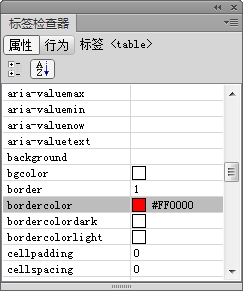 标签检查器
属性 行为 标签 <table>
A Z
aria-valuemax
aria-valuemin
aria-valuenow
aria-valuetext
background
bgcolor
border 1
bordercolor #FF0000
bordercolordark
bordercolorlight
cellpadding 0
cellspacing 0